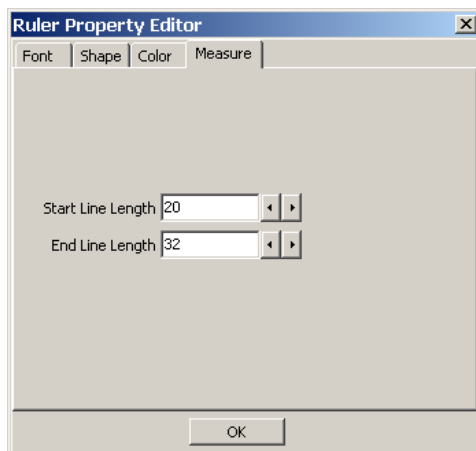 Ruler Property Editor
Font Shape Color Measure
Start Line Length 20
End Line Length 32
OK